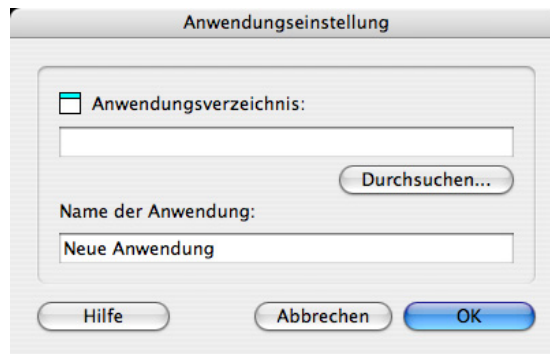 Anwendungseinstellung
Anwendungsverzeichnis:
Durchsuchen...
Name der Anwendung:
Neue Anwendung
Hilfe
Abbrechen
OK